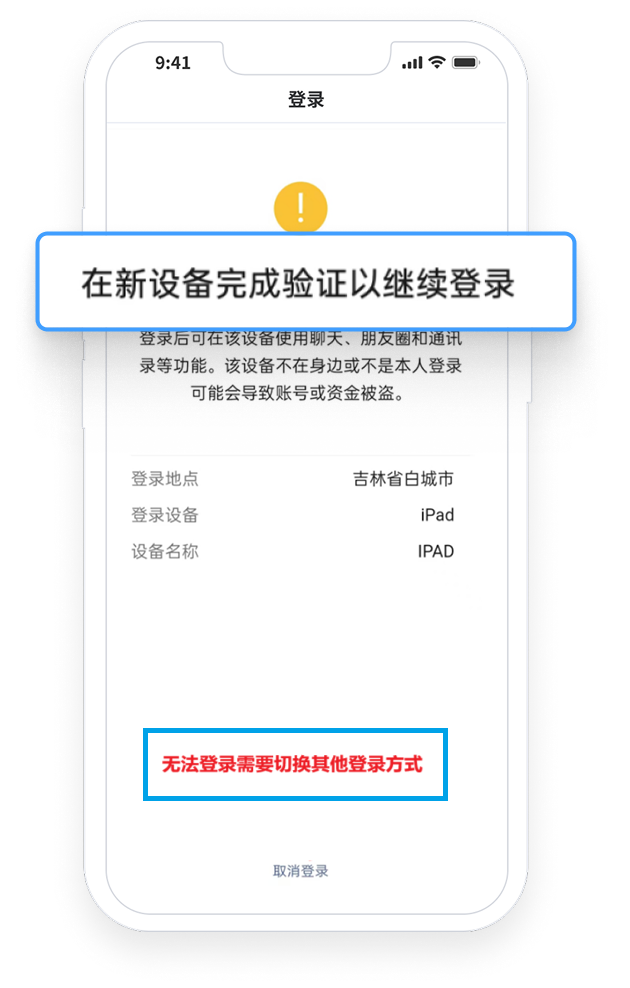 9:41
登录
!
在新设备完成验证以继续登录
登录后可在该设备使用聊天、朋友圈和通讯
录等功能。该设备不在身边或不是本人登录
可能会导致账号或资金被盗。
登录地点 吉林省白城市
登录设备 iPad
设备名称 IPAD
无法登录需要切换其他登录方式
取消登录